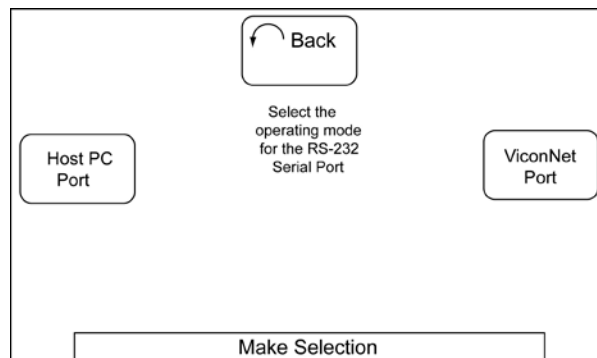 Back
Select the
operating mode
for the RS-232
Serial Port
Host PC
Port
ViconNet
Port
Make Selection